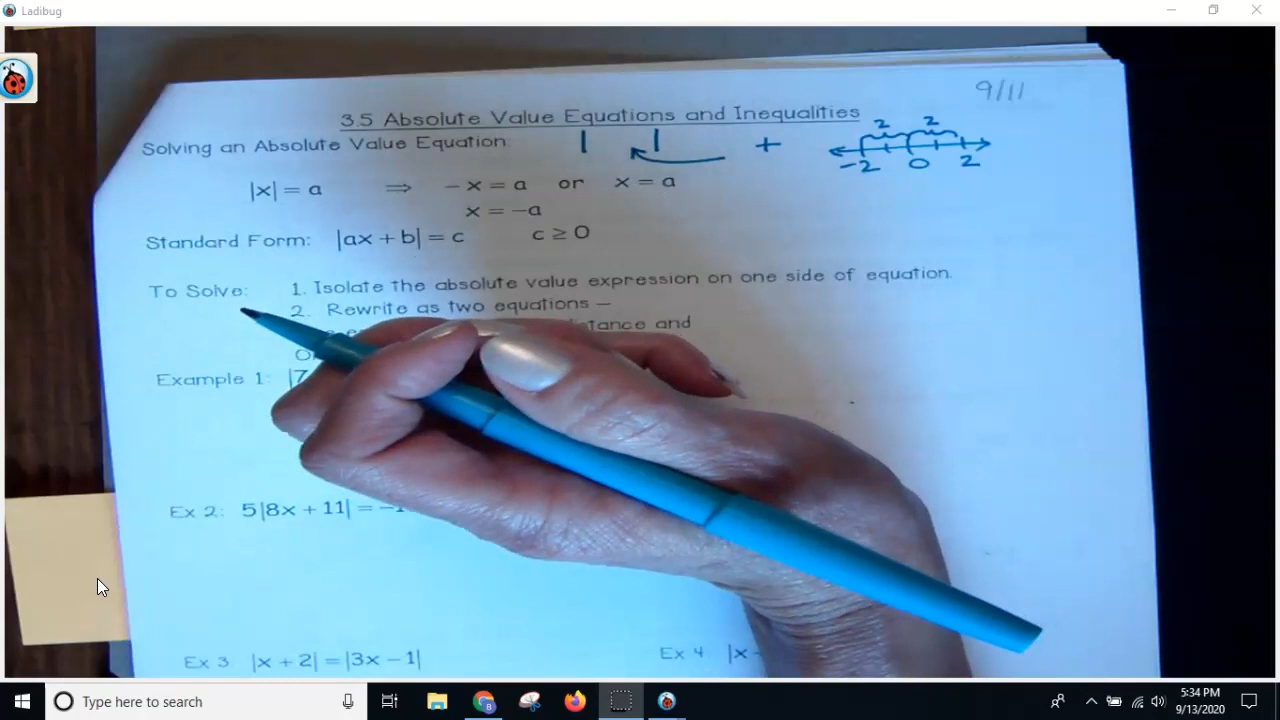 Ladibug
9/11
3.5 Absolute Value Equations and Inequalities
Solving an Absolute Value Equation: | | +
2 2
-2 0 2
|x| = a ⇒ -x = a or x = a
x = -a
Standard Form: |ax + b| = c c ≥ 0
To Solve: 1. Isolate the absolute value expression on one side of equation.
2. Rewrite as two equations –
and
Example 1: |7
Ex 2: 5|8x + 11| = -1
Ex 3: |x + 2| = |3x - 1| Ex 4 |x -
Type here to search
5:34 PM
9/13/2020